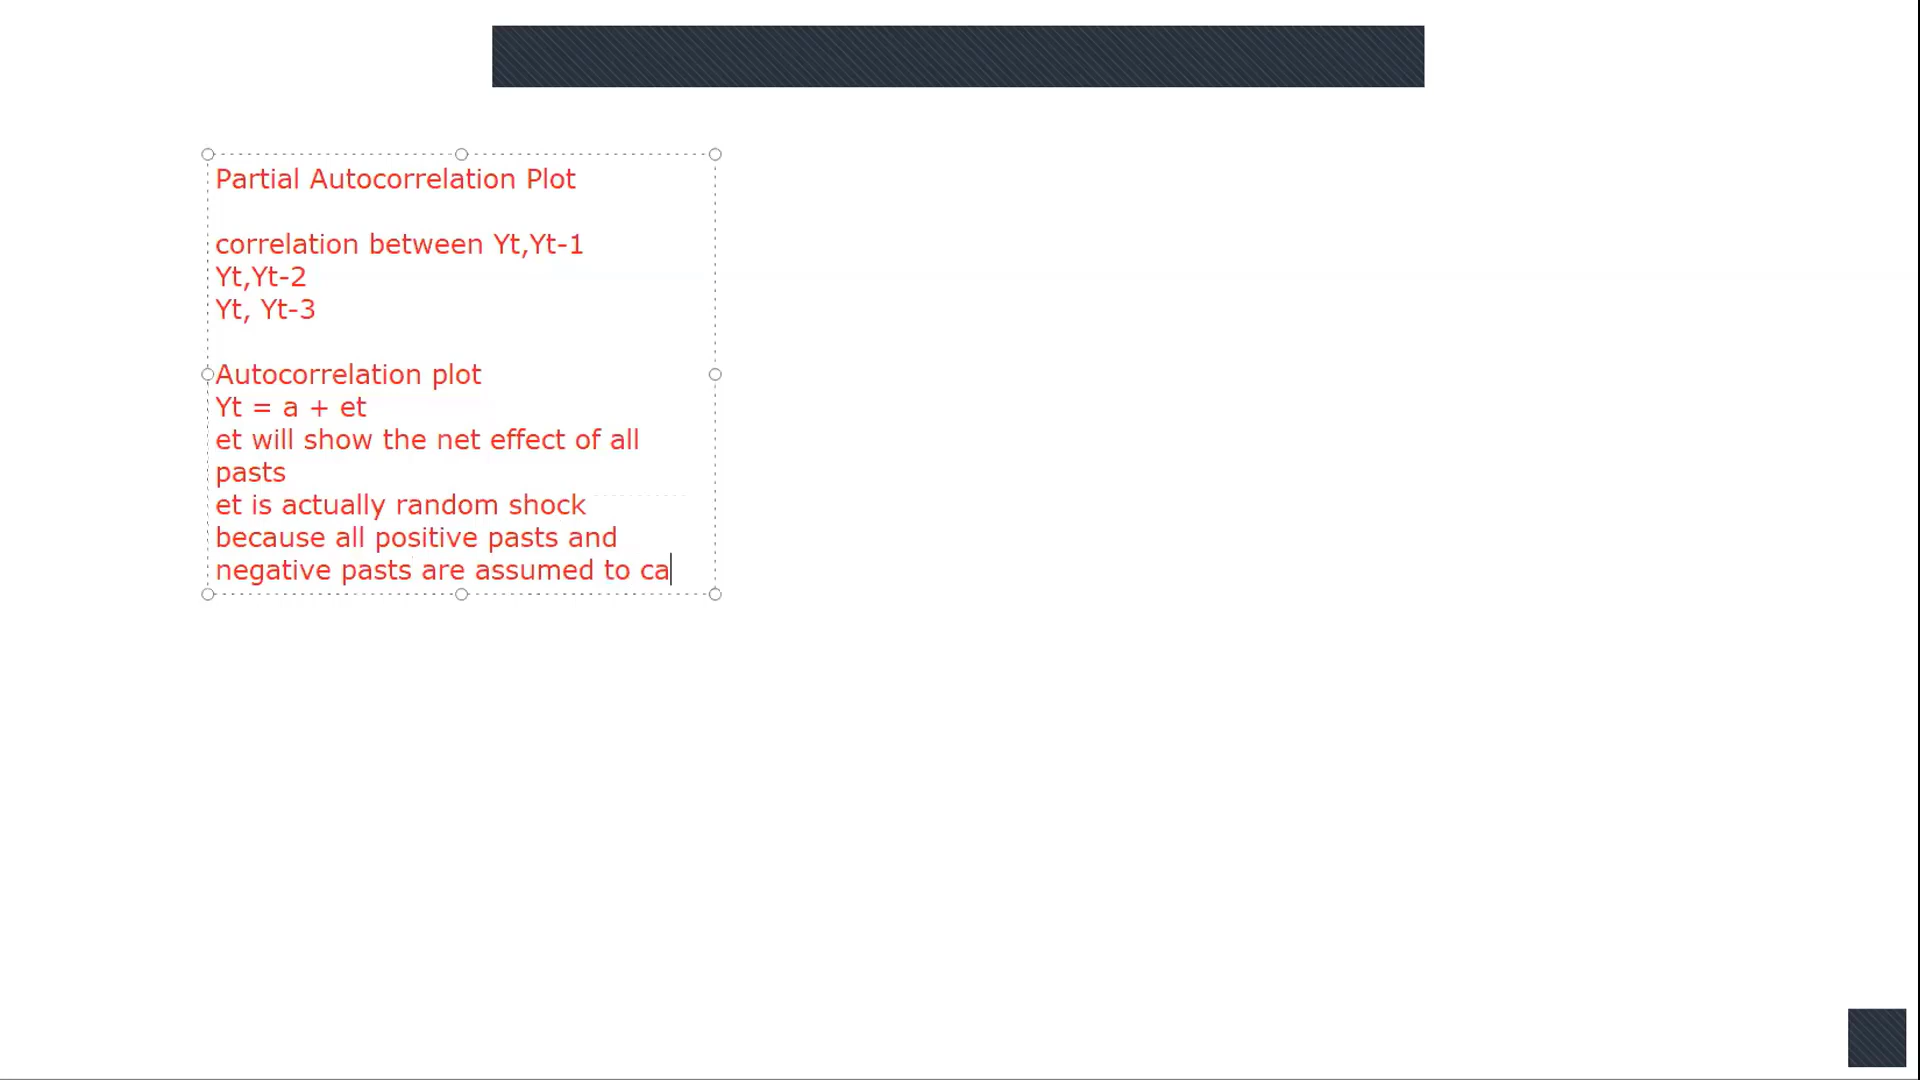 Partial Autocorrelation Plot
correlation between Yt,Yt-1
Yt,Yt-2
Yt, Yt-3
Autocorrelation plot
Yt = a + et
et will show the net effect of all
pasts
et is actually random shock
because all positive pasts and
negative pasts are assumed to ca